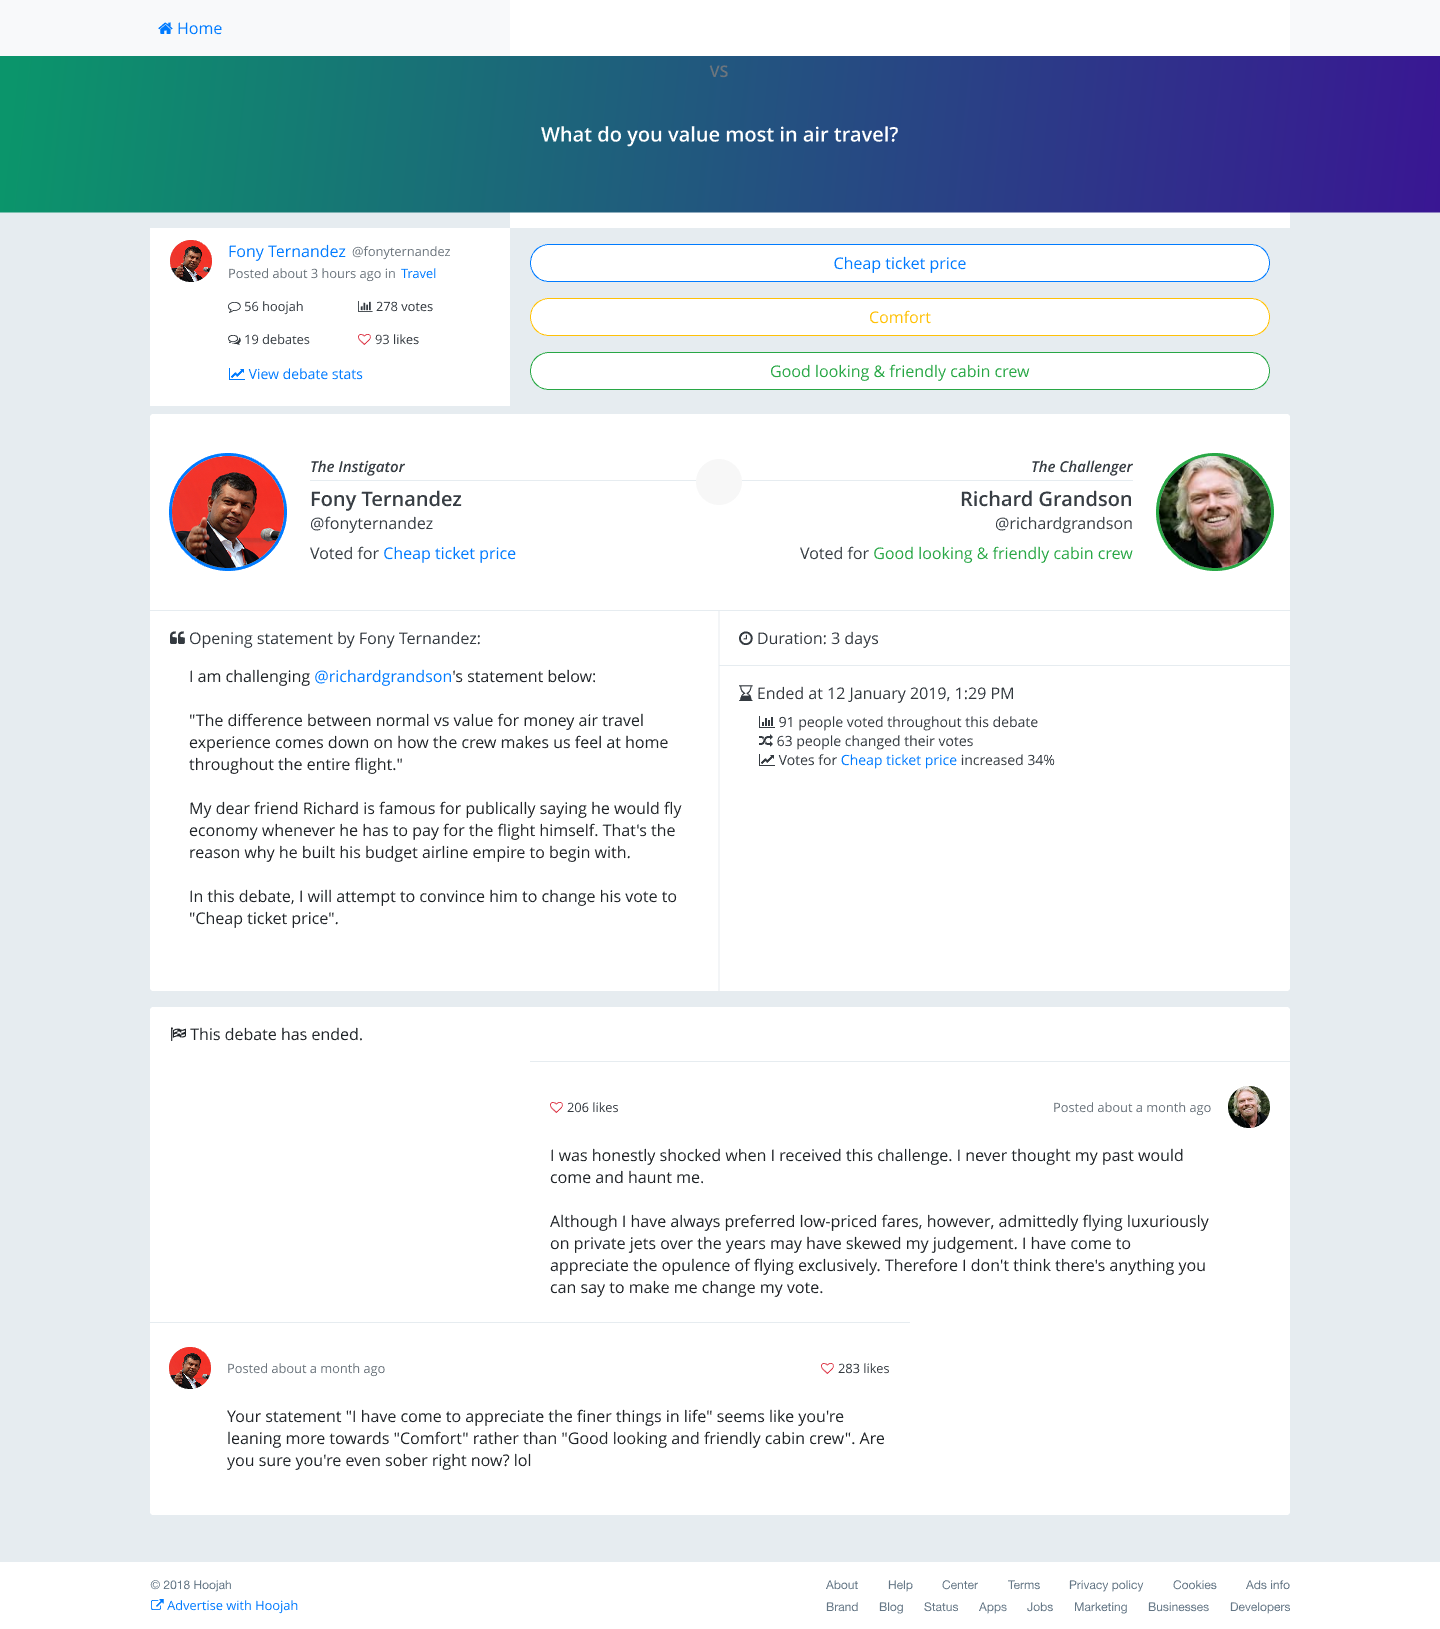 Home
VS
What do you value most in air travel?
Fony Ternandez @fonyternandez
Posted about 3 hours ago in Travel
56 hoojah
278 votes
19 debates
93 likes
View debate stats
Cheap ticket price
Comfort
Good looking & friendly cabin crew
The Instigator
Fony Ternandez
@fonyternandez
Voted for Cheap ticket price
The Challenger
Richard Grandson
@richardgrandson
Voted for Good looking & friendly cabin crew
Opening statement by Fony Ternandez:
I am challenging @richardgrandson's statement below:
"The difference between normal vs value for money air travel
experience comes down on how the crew makes us feel at home
throughout the entire flight."
My dear friend Richard is famous for publically saying he would fly
economy whenever he has to pay for the flight himself. That's the
reason why he built his budget airline empire to begin with.
In this debate, I will attempt to convince him to change his vote to
"Cheap ticket price".
Duration: 3 days
Ended at 12 January 2019, 1:29 PM
91 people voted throughout this debate
63 people changed their votes
Votes for Cheap ticket price increased 34%
This debate has ended.
206 likes
Posted about a month ago
I was honestly shocked when I received this challenge. I never thought my past would
come and haunt me.
Although I have always preferred low-priced fares, however, admittedly flying luxuriously
on private jets over the years may have skewed my judgement. I have come to
appreciate the opulence of flying exclusively. Therefore I don't think there's anything you
can say to make me change my vote.
Posted about a month ago
283 likes
Your statement "I have come to appreciate the finer things in life" seems like you're
leaning more towards "Comfort" rather than "Good looking and friendly cabin crew". Are
you sure you're even sober right now? lol
© 2018 Hoojah
Advertise with Hoojah
About Help Center Terms Privacy policy Cookies Ads info
Brand Blog Status Apps Jobs Marketing Businesses Developers